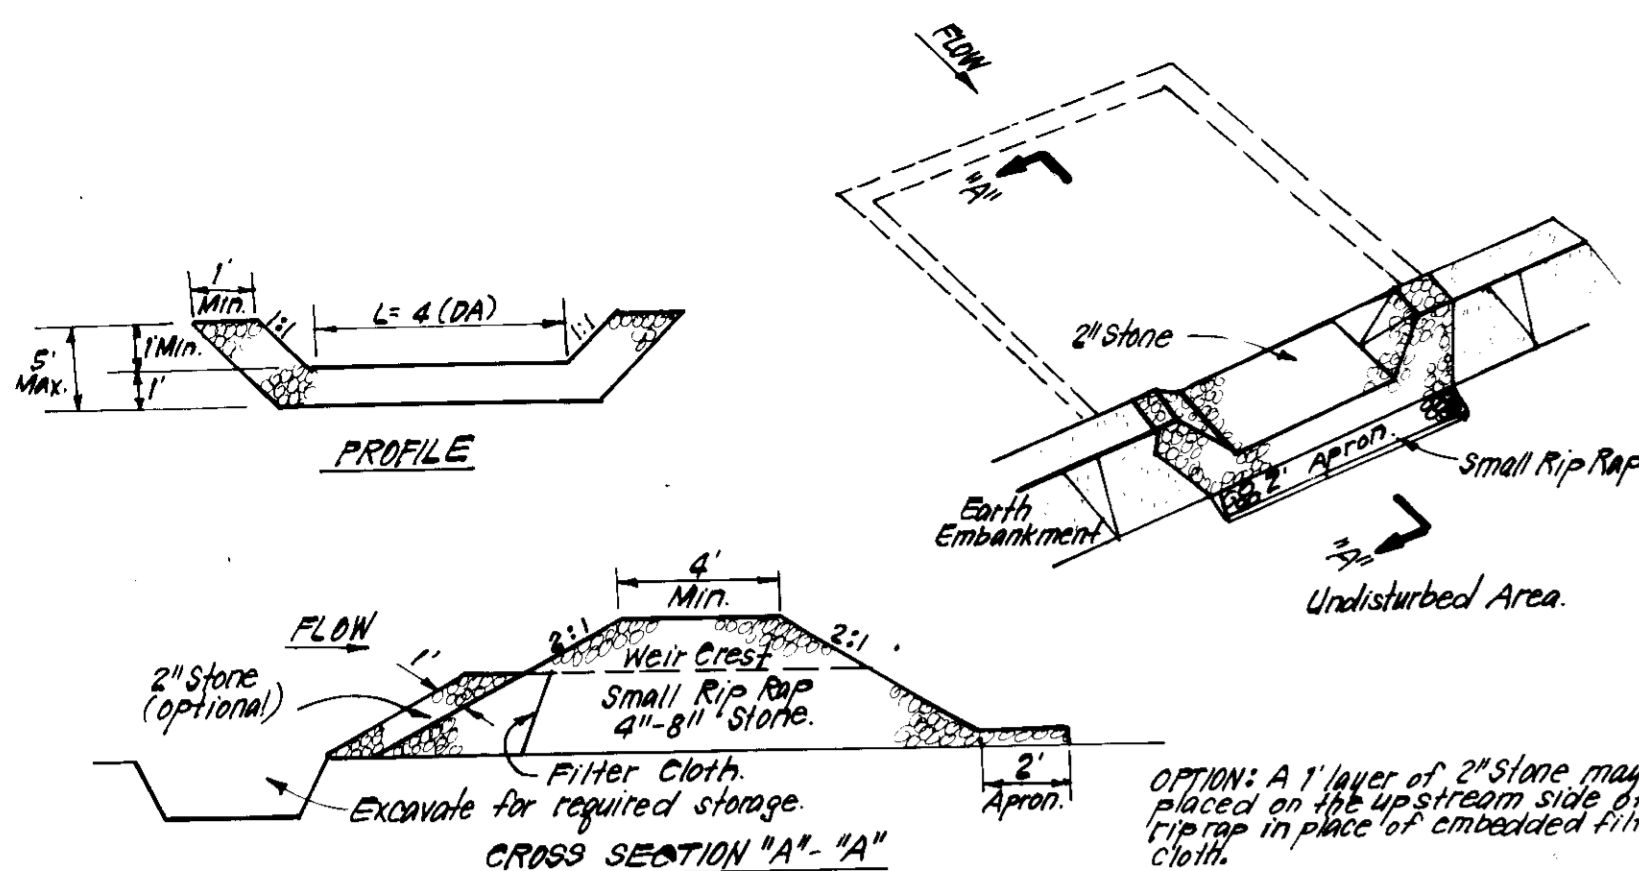 FLOW
"A"
1'
Min.
1:1
L= 4 (DA)
1:1
1' Min.
5'
MAX.
1'
PROFILE
2" Stone
2' Apron.
Small Rip Rap
Earth
Embankment
"A"
Undisturbed Area.
4'
Min.
FLOW
2:1
2:1
1'
Weir Crest
2" Stone
(optional)
Small Rip Rap
4"-8" Stone.
Filter Cloth.
2'
Apron.
Excavate for required storage.
CROSS SECTION "A"-"A"
OPTION: A 1' layer of 2" Stone may
placed on the upstream side of
rip rap in place of embedded filt
cloth.